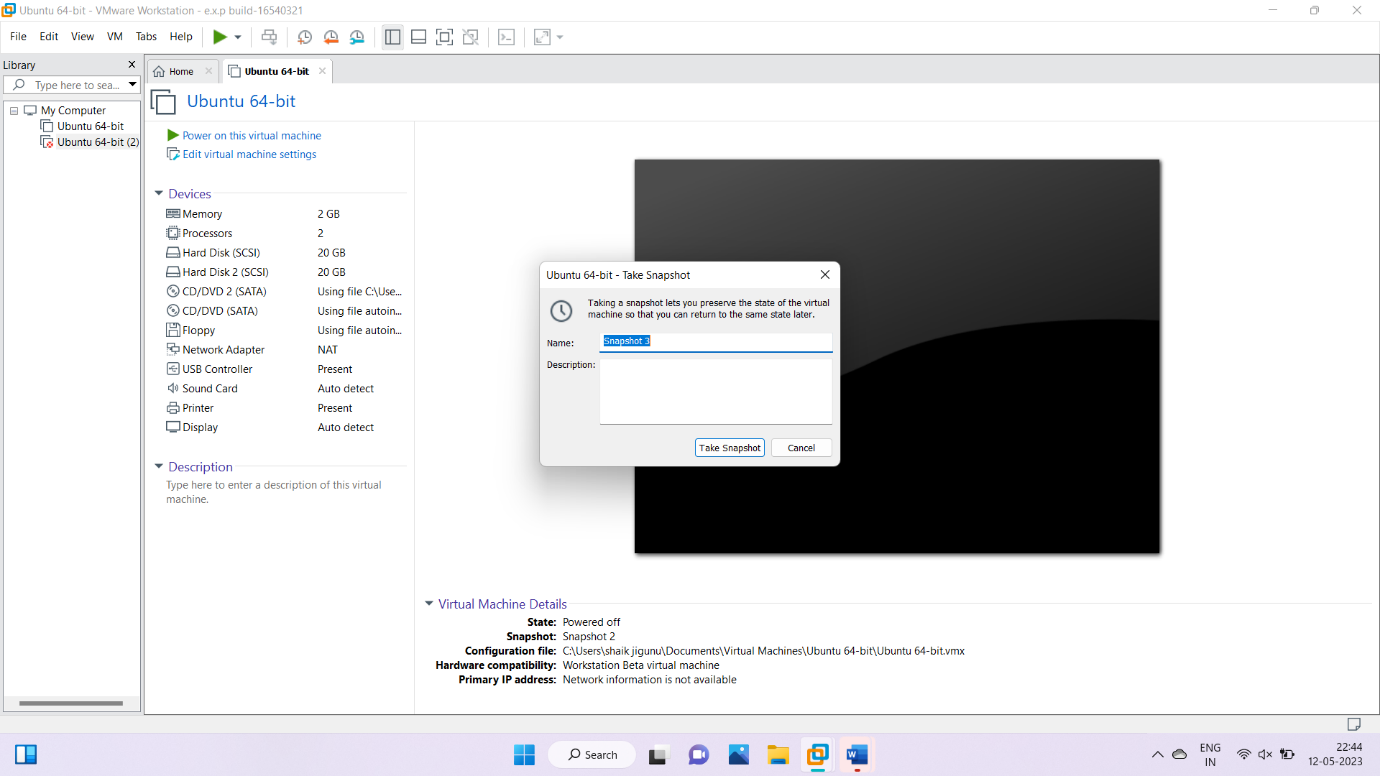 Ubuntu 64-bit - VMware Workstation - e.x.p build-16540321
File Edit View VM Tabs Help
Library
Home
Ubuntu 64-bit
Type here to sea...
My Computer
Ubuntu 64-bit
Ubuntu 64-bit (2)
Ubuntu 64-bit
Power on this virtual machine
Edit virtual machine settings
Devices
Memory 2 GB
Processors 2
Hard Disk (SCSI) 20 GB
Hard Disk 2 (SCSI) 20 GB
CD/DVD 2 (SATA) Using file C:\Use...
CD/DVD (SATA) Using file autoin...
Floppy Using file autoin...
Network Adapter NAT
USB Controller Present
Sound Card Auto detect
Printer Present
Display Auto detect
Description
Type here to enter a description of this virtual
machine.
Ubuntu 64-bit - Take Snapshot
Taking a snapshot lets you preserve the state of the virtual
machine so that you can return to the same state later.
Name: Snapshot 3
Description:
Take Snapshot Cancel
Virtual Machine Details
State: Powered off
Snapshot: Snapshot 2
Configuration file: C:\Users\shaik jigunu\Documents\Virtual Machines\Ubuntu 64-bit\Ubuntu 64-bit.vmx
Hardware compatibility: Workstation Beta virtual machine
Primary IP address: Network information is not available
Search
W
ENG
IN
22:44
12-05-2023